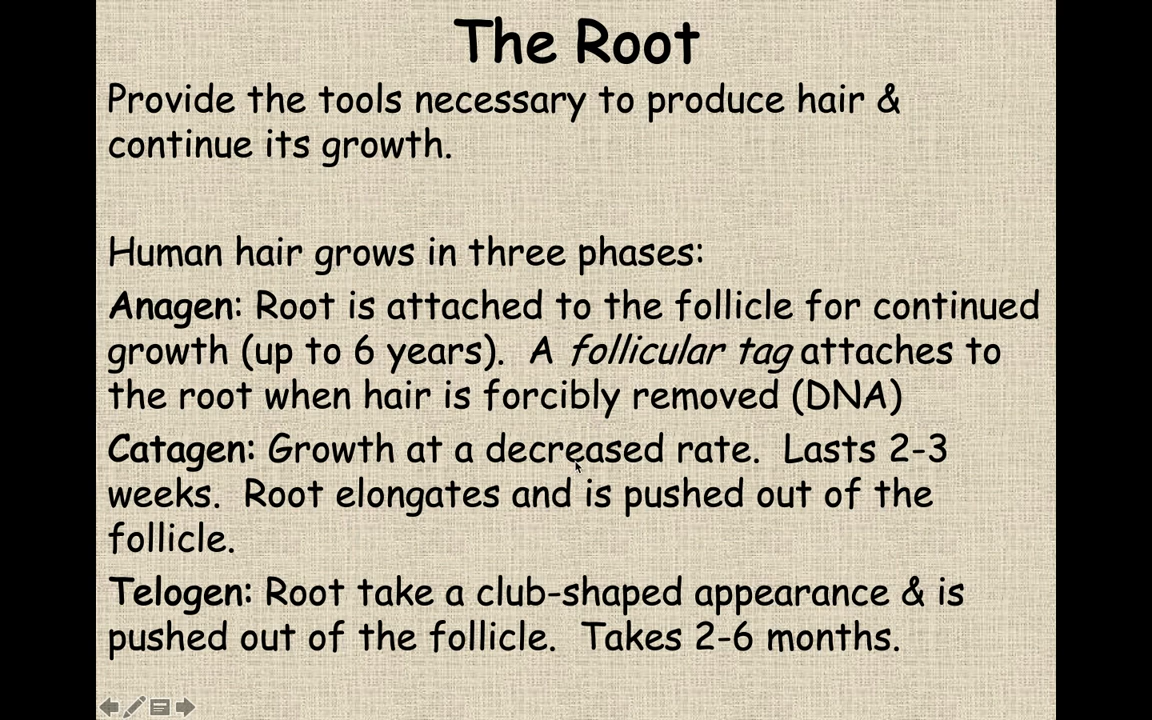 The Root
Provide the tools necessary to produce hair &
continue its growth.
Human hair grows in three phases:
Anagen: Root is attached to the follicle for continued
growth (up to 6 years).  A follicular tag attaches to
the root when hair is forcibly removed (DNA)
Catagen: Growth at a decreased rate.  Lasts 2-3
weeks.  Root elongates and is pushed out of the
follicle.
Telogen: Root take a club-shaped appearance & is
pushed out of the follicle.  Takes 2-6 months.